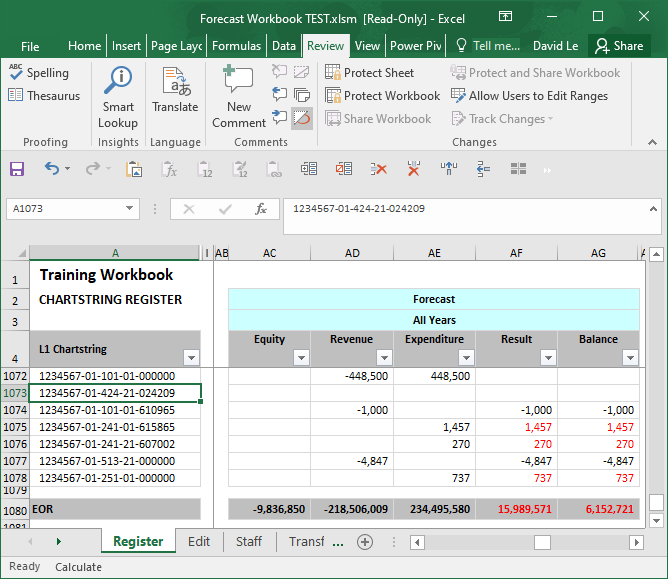 Forecast Workbook TEST.xlsm  [Read-Only] - Excel
File Home Insert Page Layc Formulas Data Review View Power Piv Tell me... David Le Share
ABC Spelling
Thesaurus
Proofing
Smart Lookup
Insights
Translate
Language
New Comment
Comments
Protect Sheet
Protect Workbook
Share Workbook
Protect and Share Workbook
Allow Users to Edit Ranges
Track Changes
Changes
A1073 fx 1234567-01-424-21-024209
A I AB AC AD AE AF AG
1 Training Workbook
2 CHARTSTRING REGISTER Forecast
3 All Years
4 L1 Chartstring Equity Revenue Expenditure Result Balance
1072 1234567-01-101-01-000000 -448,500 448,500
1073 1234567-01-424-21-024209
1074 1234567-01-101-01-610965 -1,000 -1,000 -1,000
1075 1234567-01-241-01-615865 1,457 1,457 1,457
1076 1234567-01-241-21-607002 270 270 270
1077 1234567-01-513-21-000000 -4,847 -4,847 -4,847
1078 1234567-01-251-01-000000 737 737 737
1079
1080 EOR -9,836,850 -218,506,009 234,495,580 15,989,571 6,152,721
1081
Register Edit Staff Transf ...
Ready Calculate